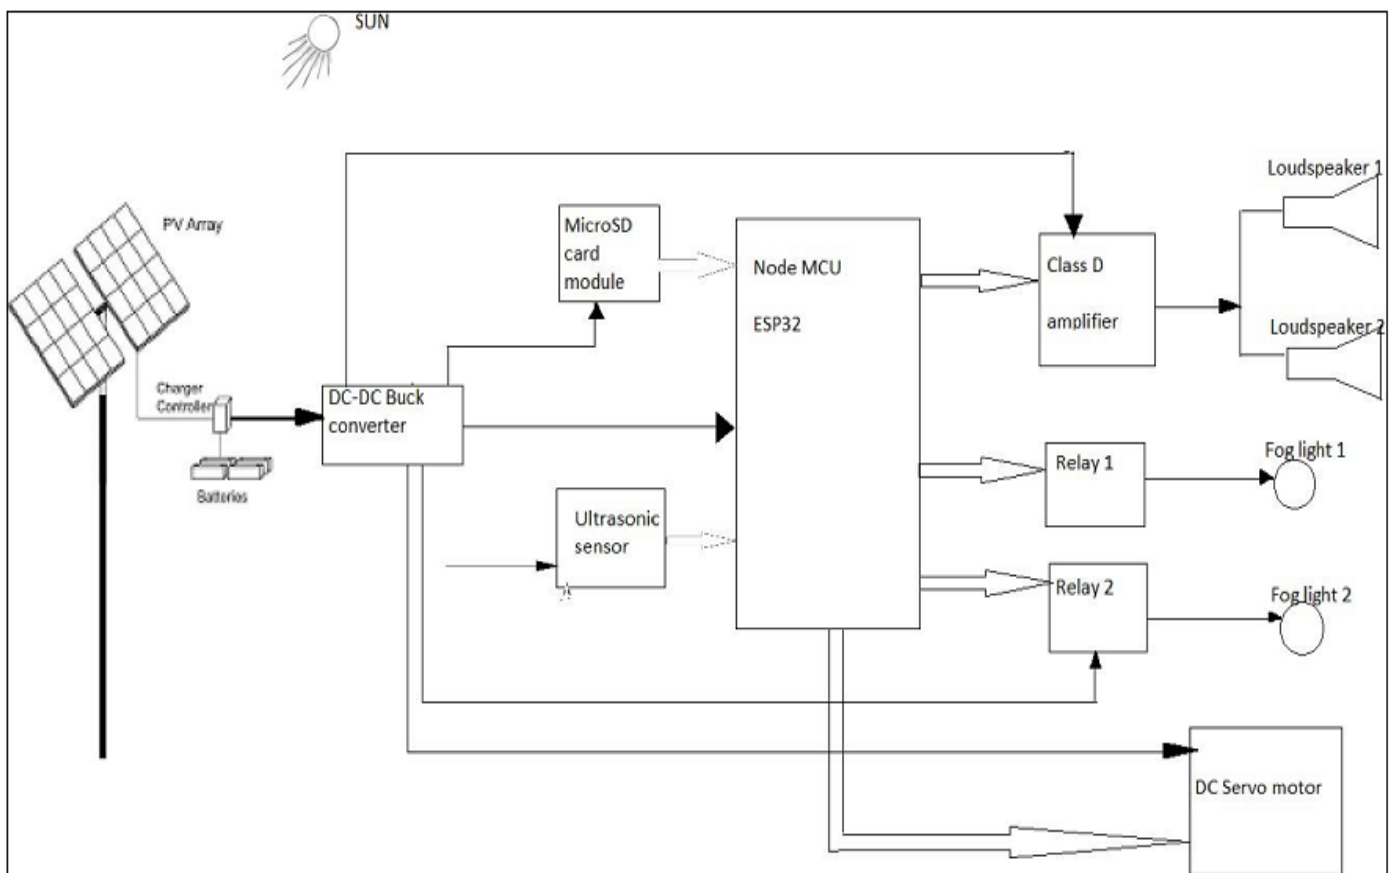 SUN
PV Array
Charger
Controller
Batteries
DC-DC Buck
converter
MicroSD
card
module
Ultrasonic
sensor
Node MCU
ESP32
Class D
amplifier
Loudspeaker 1
Loudspeaker 2
Relay 1
Fog light 1
Relay 2
Fog light 2
DC Servo motor